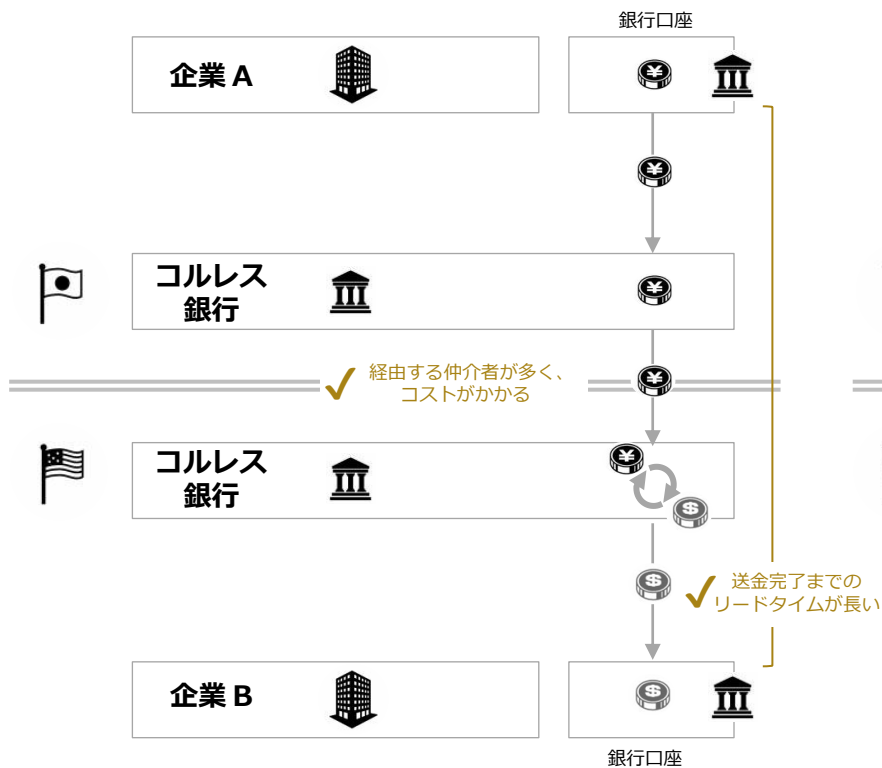 銀行口座
企業 A
コルレス
銀行
経由する仲介者が多く、
コストがかかる
コルレス
銀行
送金完了までの
リードタイムが長い
企業 B
銀行口座